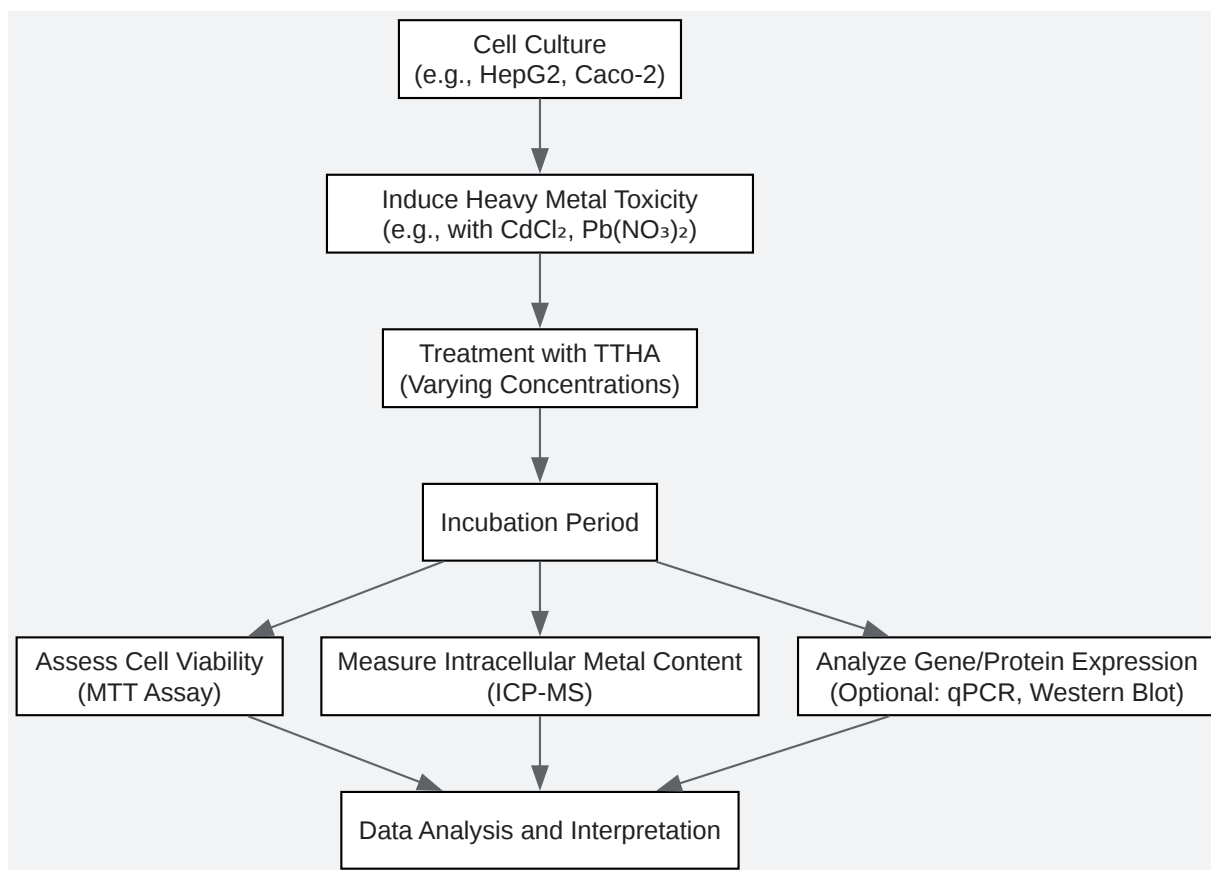 Cell Culture
(e.g., HepG2, Caco-2)
Induce Heavy Metal Toxicity
(e.g., with CdCl₂, Pb(NO₃)₂)
Treatment with TTHA
(Varying Concentrations)
Incubation Period
Assess Cell Viability
(MTT Assay)
Measure Intracellular Metal Content
(ICP-MS)
Analyze Gene/Protein Expression
(Optional: qPCR, Western Blot)
Data Analysis and Interpretation